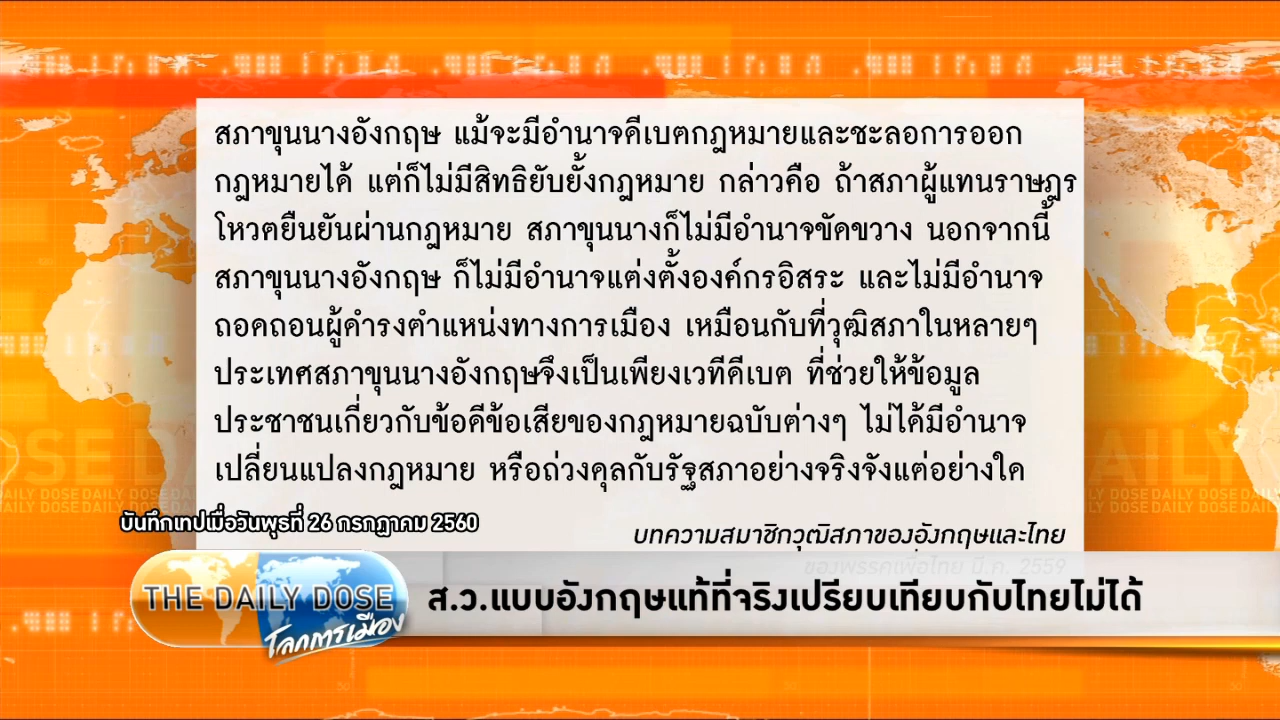 สภาขุนนางอังกฤษ แม้จะมีอำนาจดีเบตกฎหมายและชะลอการออก
กฎหมายได้ แต่ก็ไม่มีสิทธิยับยั้งกฎหมาย กล่าวคือ ถ้าสภาผู้แทนราษฎร
โหวตยืนยันผ่านกฎหมาย สภาขุนนางก็ไม่มีอำนาจขัดขวาง นอกจากนี้
สภาขุนนางอังกฤษ ก็ไม่มีอำนาจแต่งตั้งองค์กรอิสระ และไม่มีอำนาจ
ถอดถอนผู้ดำรงตำแหน่งทางการเมือง เหมือนกับที่วุฒิสภาในหลายๆ
ประเทศสภาขุนนางอังกฤษจึงเป็นเพียงเวทีดีเบต ที่ช่วยให้ข้อมูล
ประชาชนเกี่ยวกับข้อดีข้อเสียของกฎหมายฉบับต่างๆ ไม่ได้มีอำนาจ
เปลี่ยนแปลงกฎหมาย หรือถ่วงดุลกับรัฐสภาอย่างจริงจังแต่อย่างใด
บันทึกเทปเมื่อวันพุธที่ 26 กรกฎาคม 2560
บทความสมาชิกวุฒิสภาของอังกฤษและไทย
ของพรรคเพื่อไทย มี.ค. 2559
THE DAILY DOSE
โลกการเมือง
ส.ว.แบบอังกฤษแท้ที่จริงเปรียบเทียบกับไทยไม่ได้